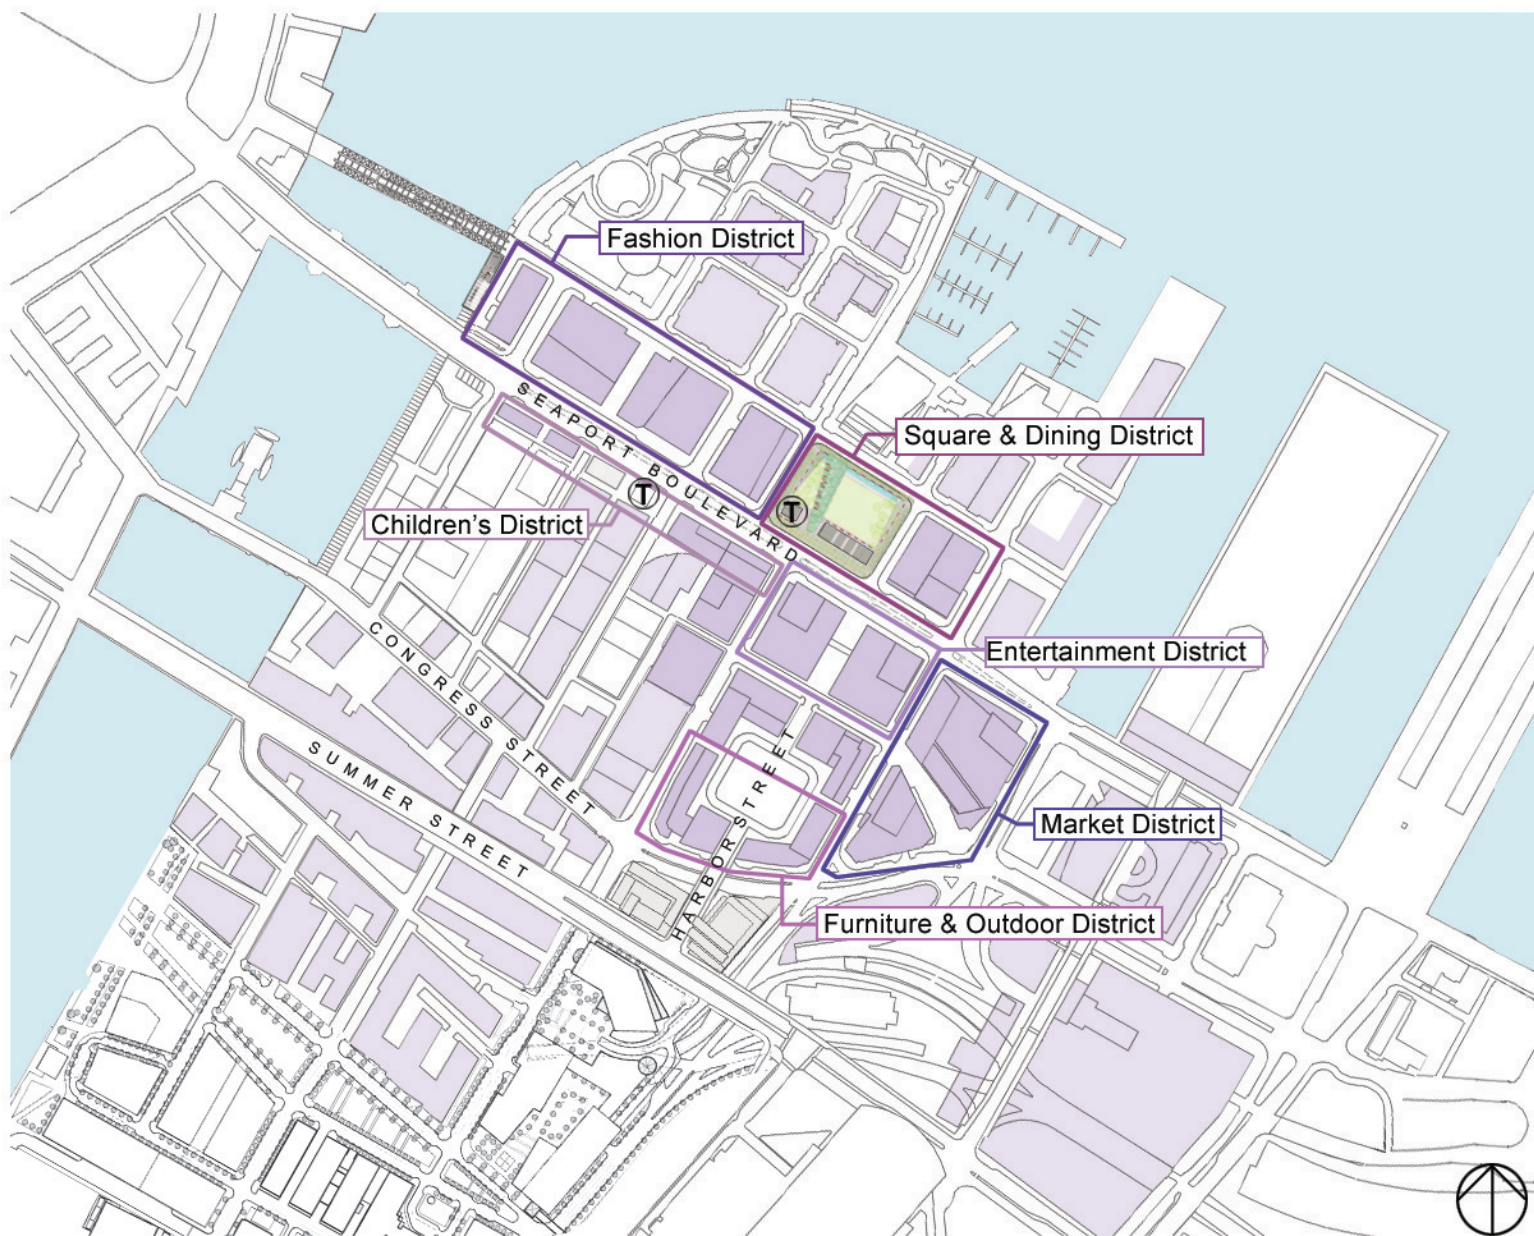 Fashion District
SEAPORT BOULEVARD
Square & Dining District
T
T
Children's District
Entertainment District
CONGRESS STREET
SUMMER STREET
HARBOR STREET
Market District
Furniture & Outdoor District